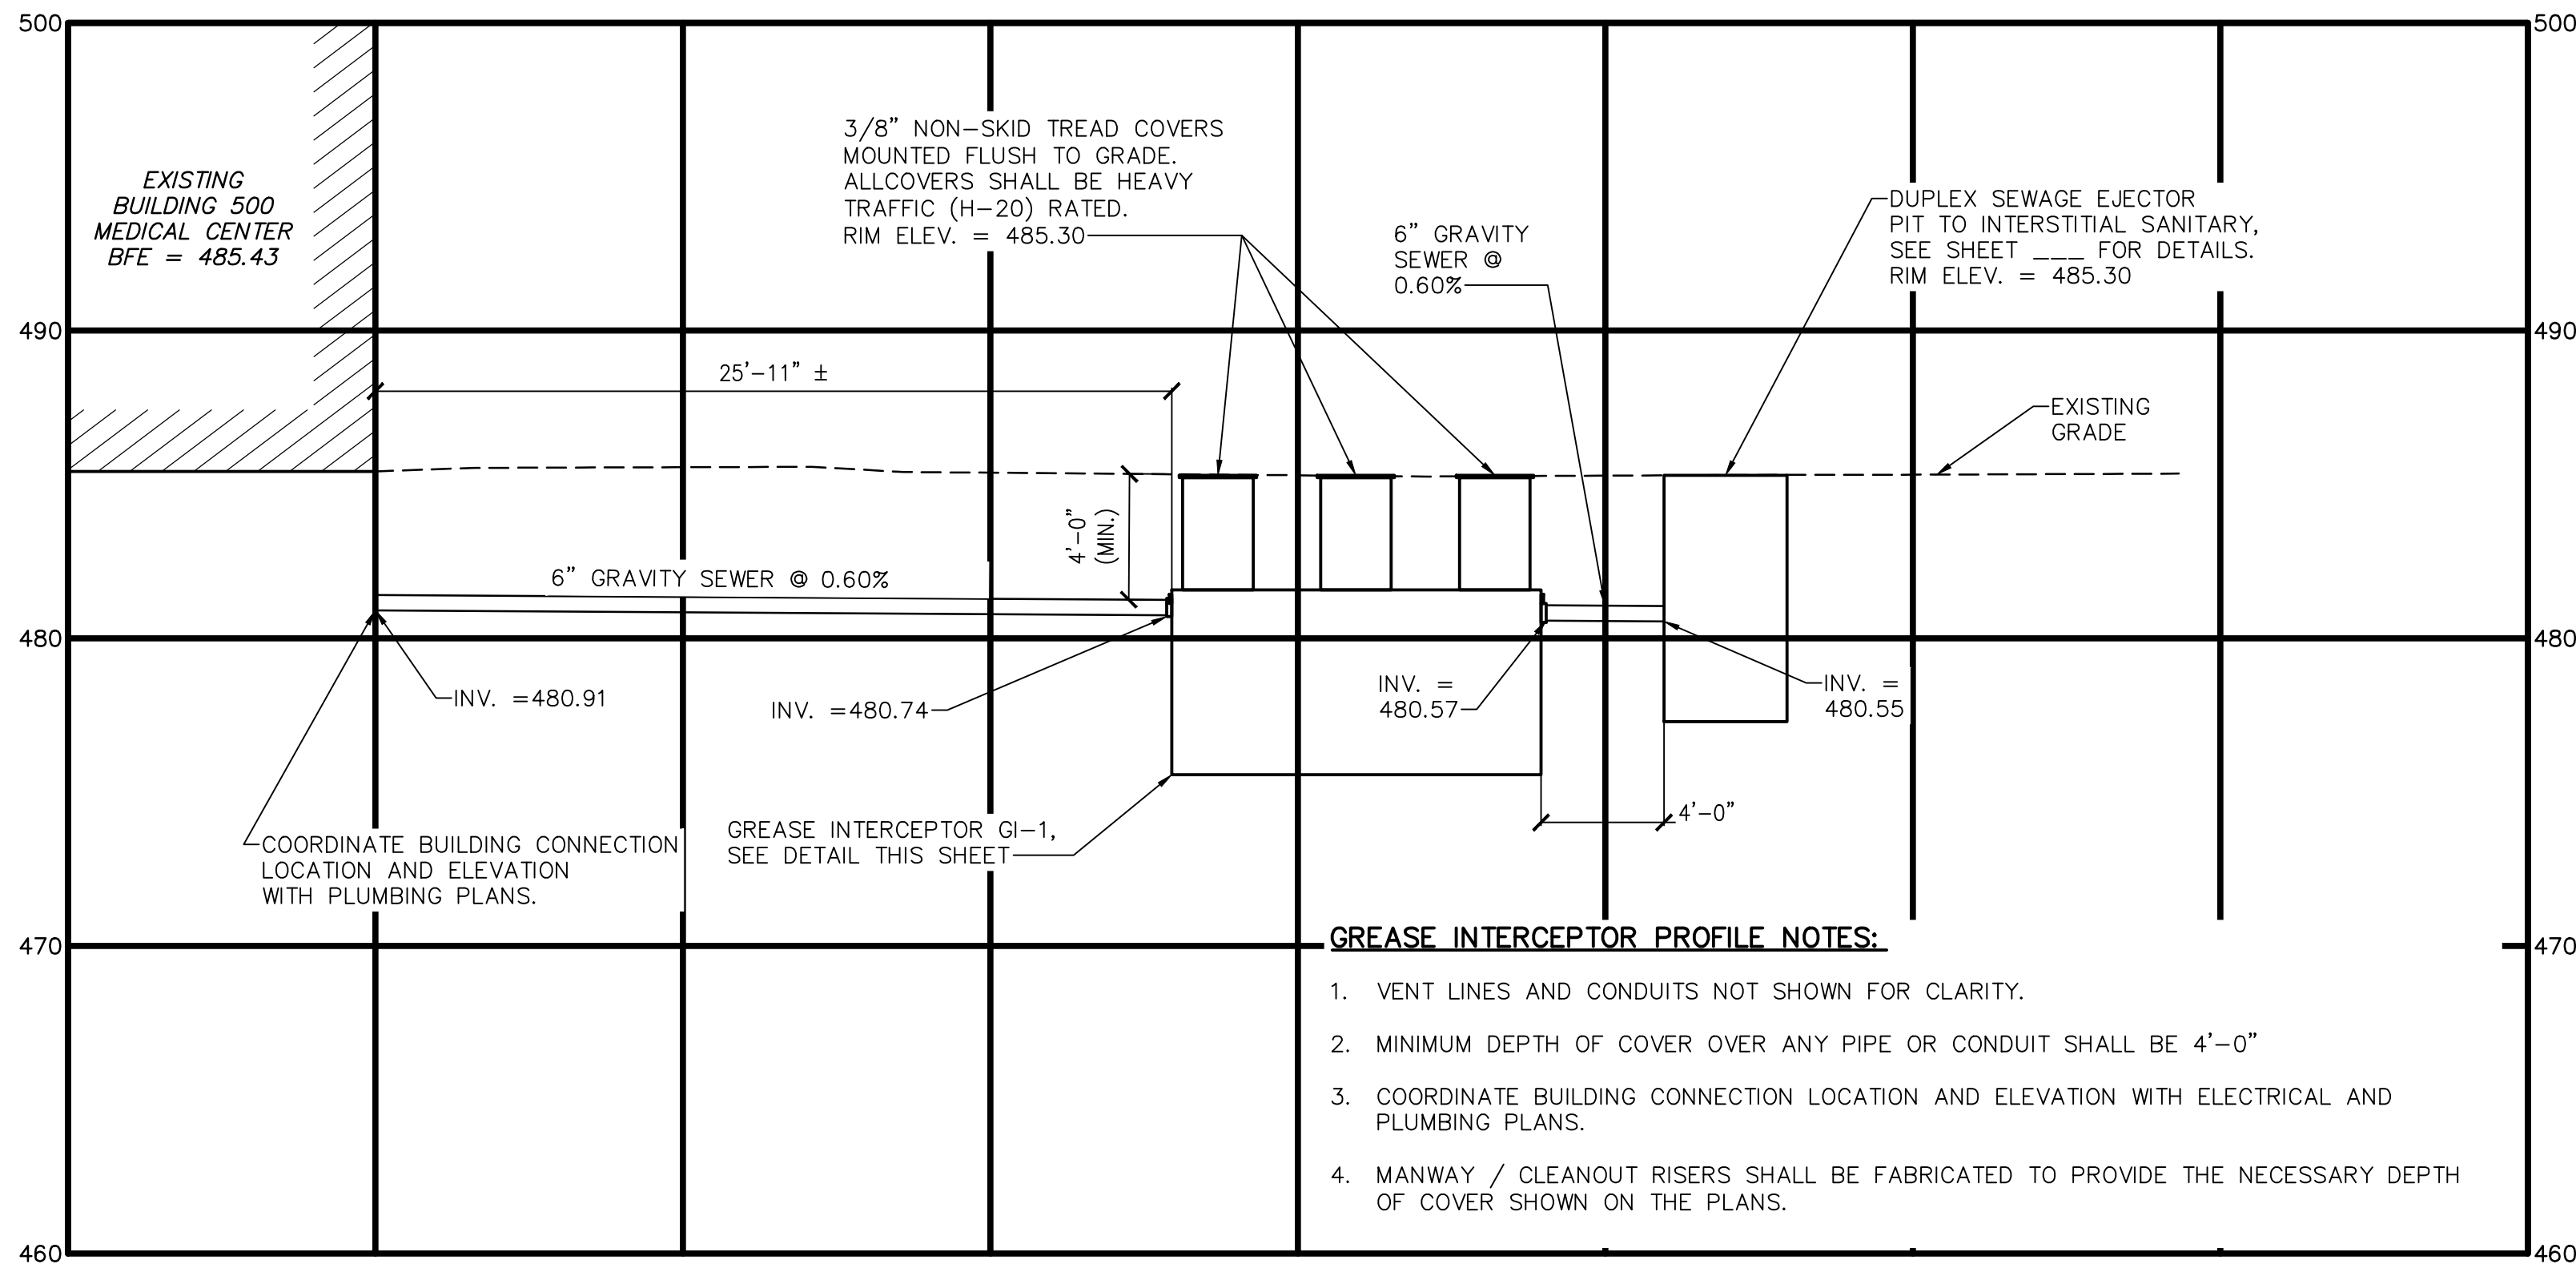 500
500
3/8” NON-SKID TREAD COVERS
MOUNTED FLUSH TO GRADE.
ALLCOVERS SHALL BE HEAVY
TRAFFIC (H-20) RATED.
RIM ELEV. = 485.30
EXISTING
BUILDING 500
MEDICAL CENTER
BFE = 485.43
DUPLEX SEWAGE EJECTOR
PIT TO INTERSTITIAL SANITARY,
SEE SHEET ___ FOR DETAILS.
RIM ELEV. = 485.30
6” GRAVITY
SEWER @
0.60%
490
490
25’-11” ±
EXISTING
GRADE
4’-0”
(MIN.)
6” GRAVITY SEWER @ 0.60%
480
480
INV. =480.91
INV. =480.74
INV. =
480.57
INV. =
480.55
4’-0”
GREASE INTERCEPTOR GI-1,
SEE DETAIL THIS SHEET
COORDINATE BUILDING CONNECTION
LOCATION AND ELEVATION
WITH PLUMBING PLANS.
470
470
GREASE INTERCEPTOR PROFILE NOTES:
1. VENT LINES AND CONDUITS NOT SHOWN FOR CLARITY.
2. MINIMUM DEPTH OF COVER OVER ANY PIPE OR CONDUIT SHALL BE 4’-0”
3. COORDINATE BUILDING CONNECTION LOCATION AND ELEVATION WITH ELECTRICAL AND
PLUMBING PLANS.
4. MANWAY / CLEANOUT RISERS SHALL BE FABRICATED TO PROVIDE THE NECESSARY DEPTH
OF COVER SHOWN ON THE PLANS.
460
460